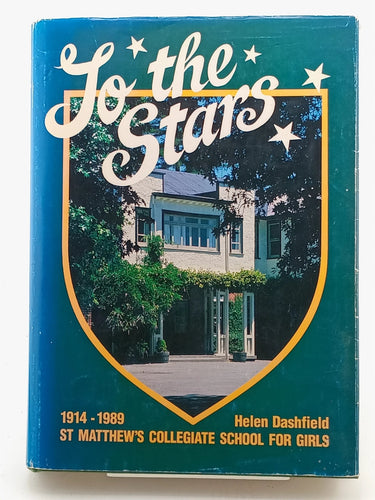 To the
Stars
1914 - 1989 Helen Dashfield
ST MATTHEW'S COLLEGIATE SCHOOL FOR GIRLS